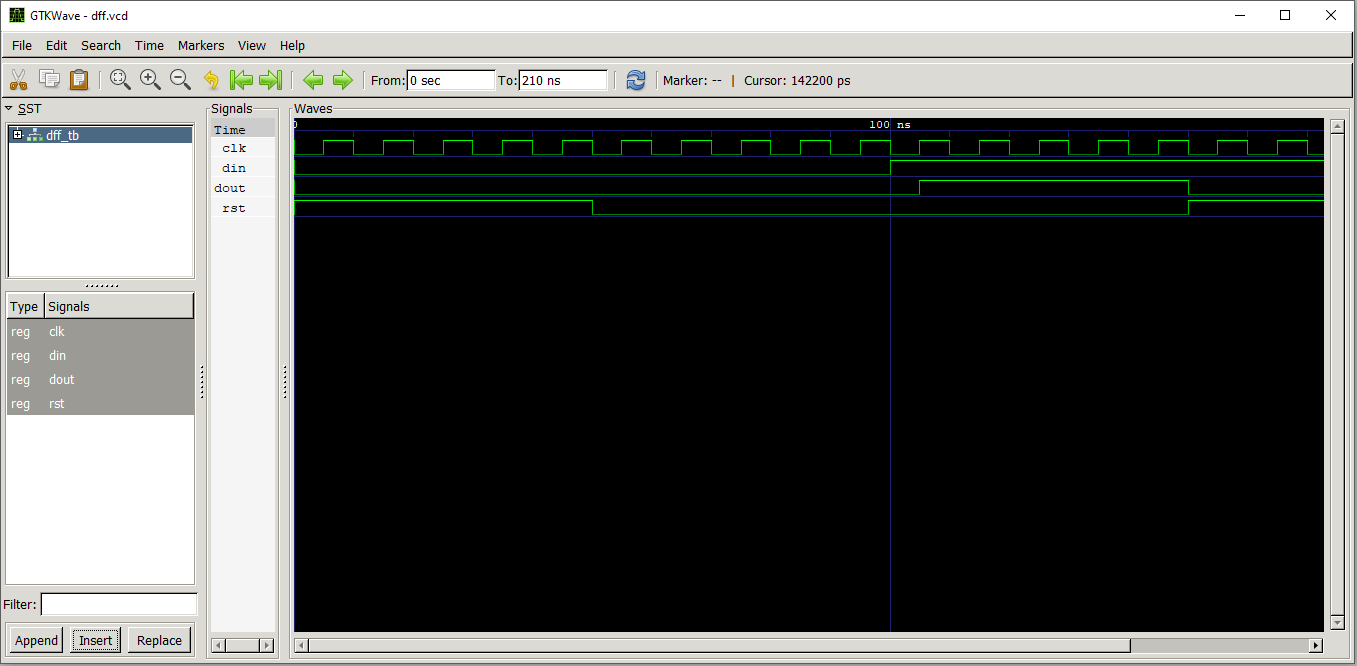 GTKWave - dff.vcd
File Edit Search Time Markers View Help
From: 0 sec To: 210 ns Marker: -- | Cursor: 142200 ps
SST
dff_tb
Type Signals
reg clk
reg din
reg dout
reg rst
Filter:
Append Insert Replace
Signals
Time
clk
din
dout
rst
Waves
0 100 ns